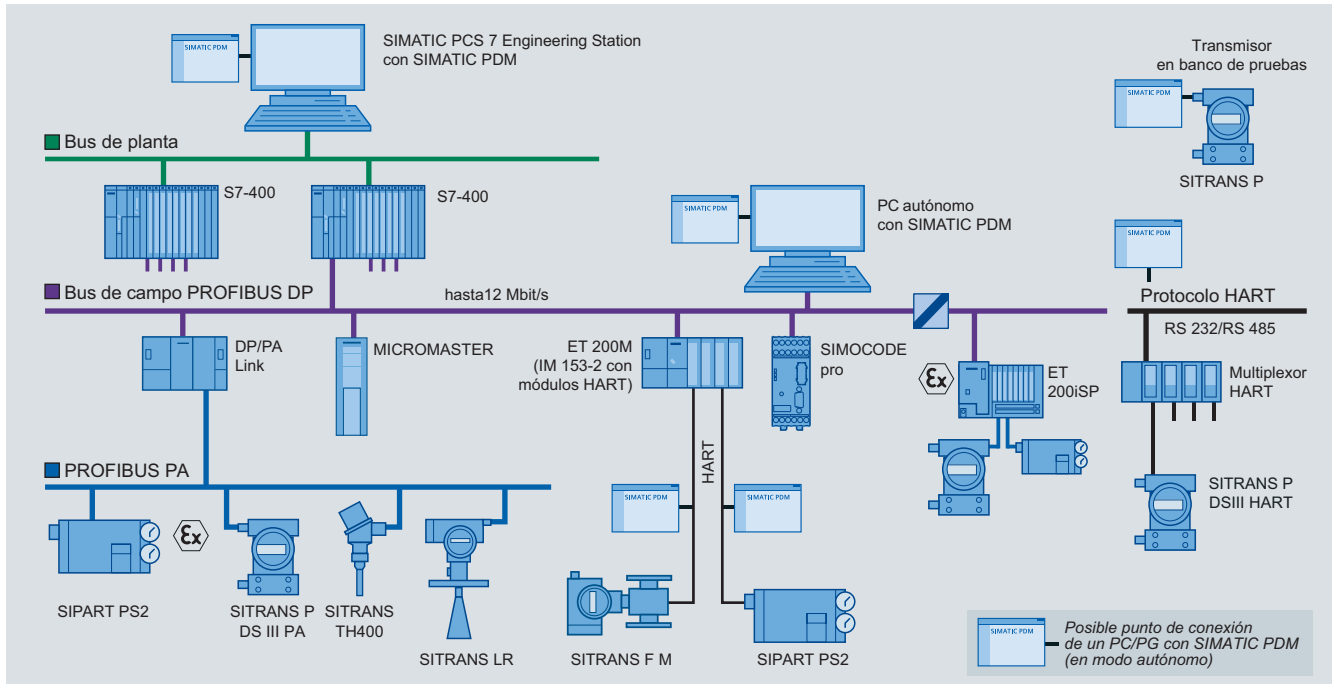 SIMATIC PDM
SIMATIC PCS 7 Engineering Station
con SIMATIC PDM
Transmisor
en banco de pruebas
SIMATIC PDM
SITRANS P
Bus de planta
S7-400
S7-400
SIMATIC PDM
PC autónomo
con SIMATIC PDM
SIMATIC PDM
Bus de campo PROFIBUS DP
hasta12 Mbit/s
Protocolo HART
RS 232/RS 485
DP/PA
Link
MICROMASTER
ET 200M
(IM 153-2 con
módulos HART)
SIMOCODE
pro
Ex
ET
200iSP
Multiplexor
HART
HART
PROFIBUS PA
SIMATIC PDM
SIMATIC PDM
SITRANS P
DSIII HART
Ex
SIPART PS2
SITRANS P
DS III PA
SITRANS
TH400
SITRANS LR
SITRANS F M
SIPART PS2
SIMATIC PDM
Posible punto de conexión
de un PC/PG con SIMATIC PDM
(en modo autónomo)